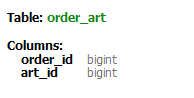 Table: order_art
Columns:
order_id bigint
art_id bigint